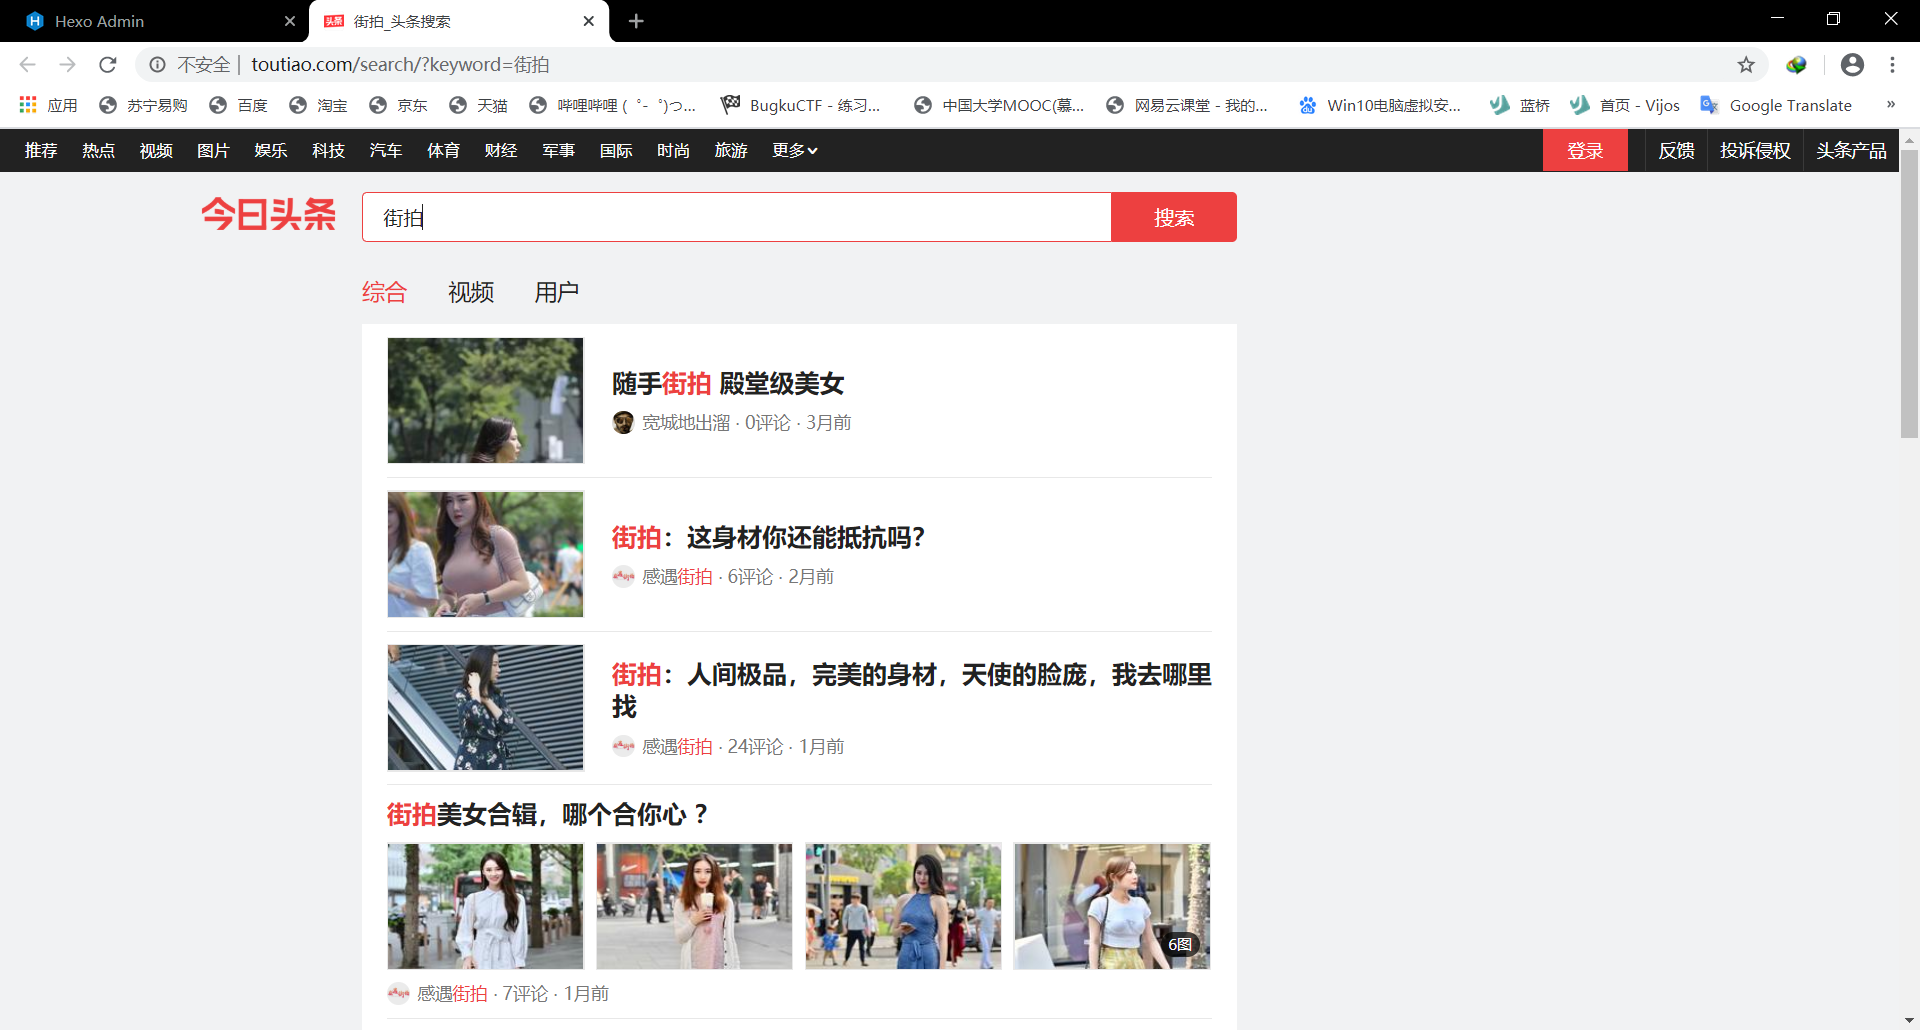 Hexo Admin
街拍_头条搜索
不安全 | toutiao.com/search/?keyword=街拍
应用 苏宁易购 百度 淘宝 京东 天猫 哔哩哔哩 ( ゜- ゜)つ... BugkuCTF - 练习... 中国大学MOOC(慕... 网易云课堂 - 我的... Win10电脑虚拟安... 蓝桥 首页 - Vijos Google Translate »
推荐 热点 视频 图片 娱乐 科技 汽车 体育 财经 军事 国际 时尚 旅游 更多 登录 反馈 投诉侵权 头条产品
今日头条 街拍 搜索
综合 视频 用户
随手街拍 殿堂级美女
宽城地出溜 · 0评论 · 3月前
街拍：这身材你还能抵抗吗？
感遇街拍 · 6评论 · 2月前
街拍：人间极品，完美的身材，天使的脸庞，我去哪里
找
感遇街拍 · 24评论 · 1月前
街拍美女合辑，哪个合你心 ？
6图
感遇街拍 · 7评论 · 1月前